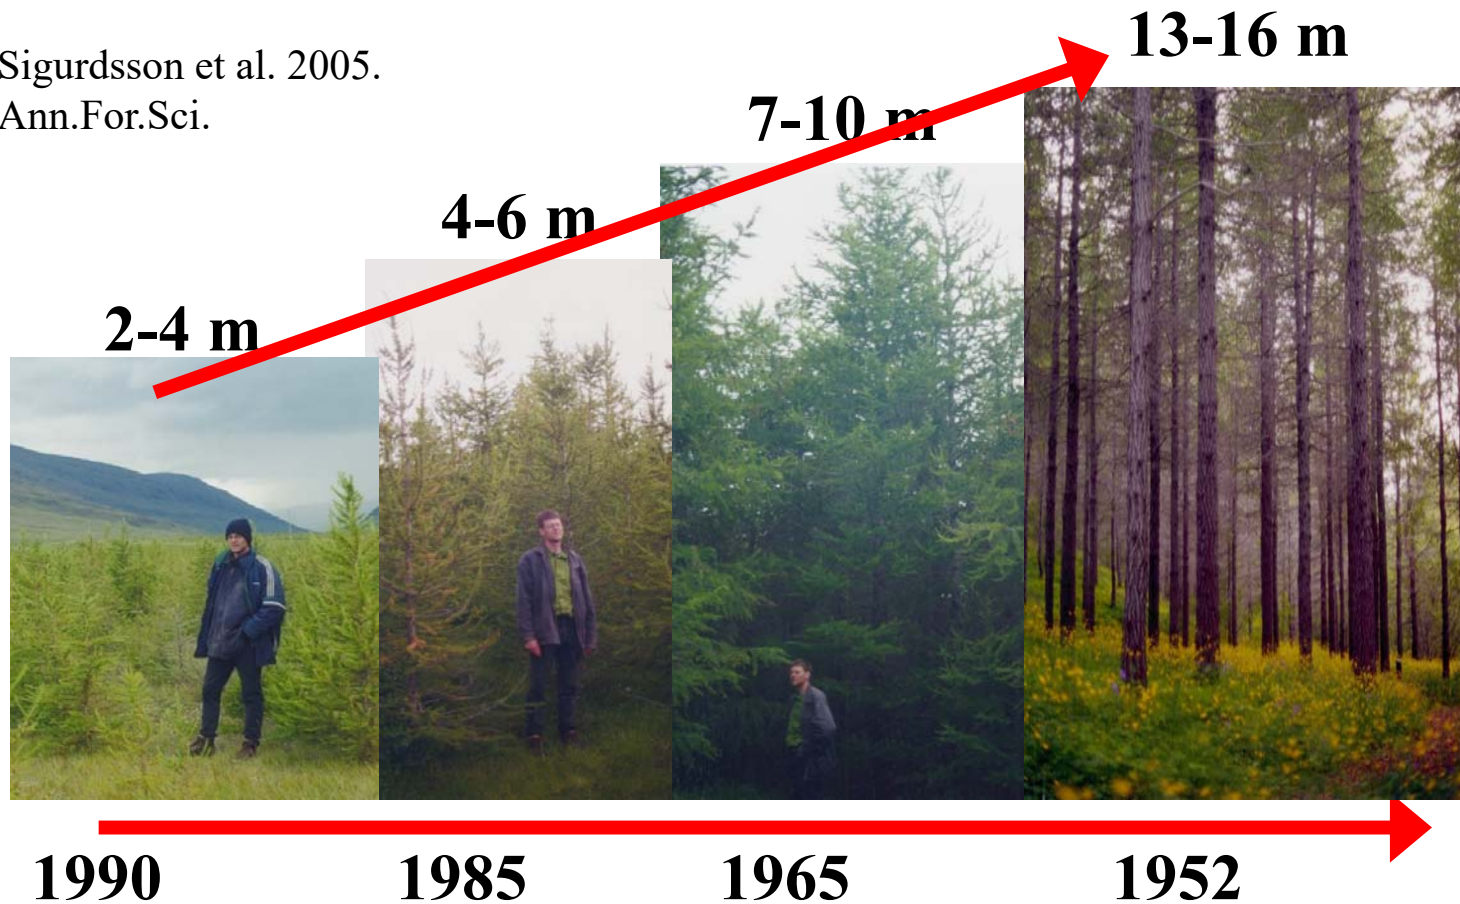 Sigurdsson et al. 2005.
Ann.For.Sci.
13-16 m
7-10 m
4-6 m
2-4 m
1990 1985 1965 1952